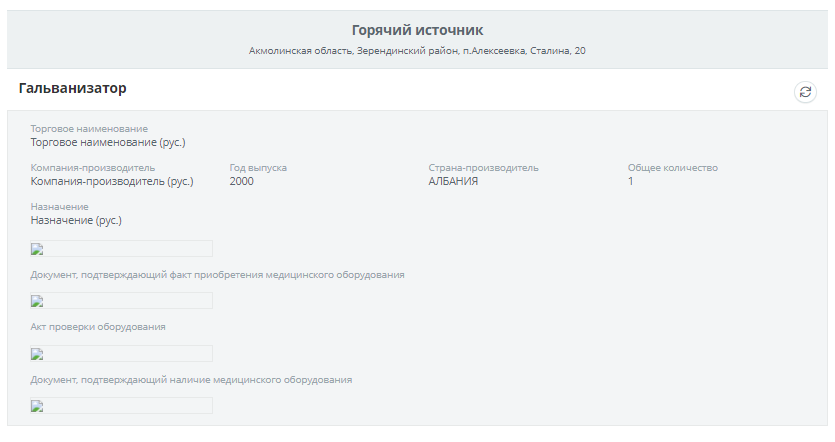 Горячий источник
Акмолинская область, Зерендинский район, п.Алексеевка, Сталина, 20
Гальванизатор
Торговое наименование
Торговое наименование (рус.)
Компания-производитель Год выпуска Страна-производитель Общее количество
Компания-производитель (рус.) 2000 АЛБАНИЯ 1
Назначение
Назначение (рус.)
Документ, подтверждающий факт приобретения медицинского оборудования
Акт проверки оборудования
Документ, подтверждающий наличие медицинского оборудования